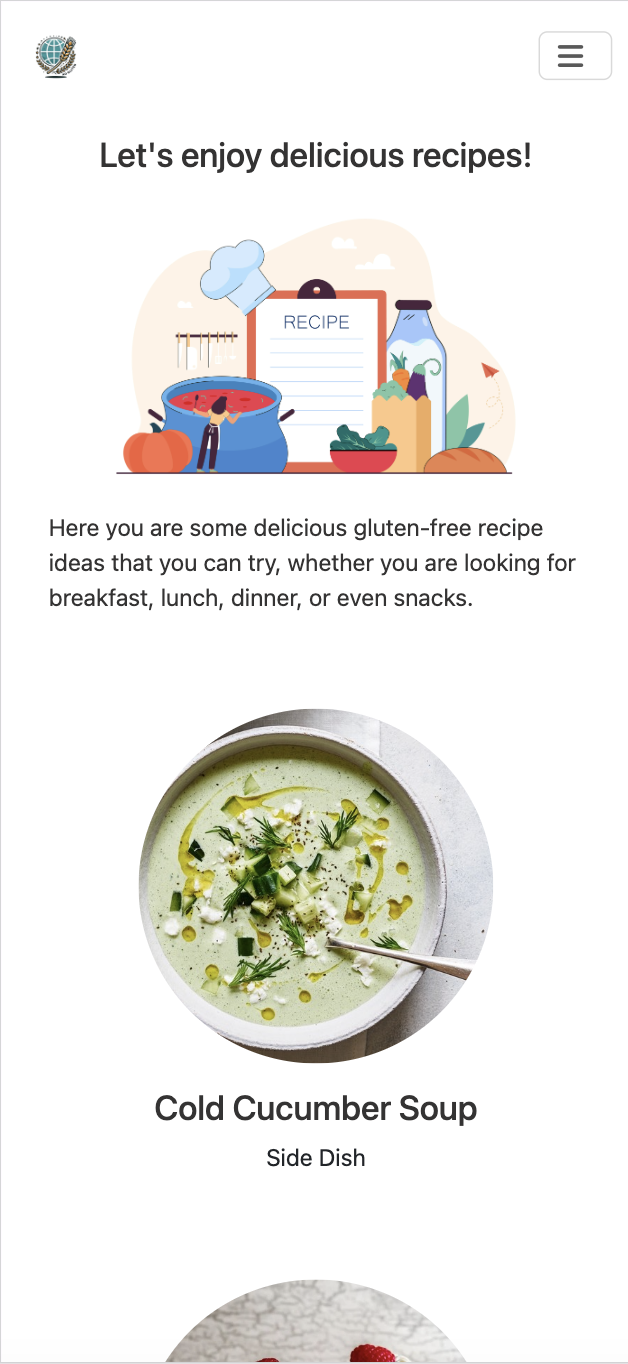 Let's enjoy delicious recipes!
RECIPE
Here you are some delicious gluten-free recipe
ideas that you can try, whether you are looking for
breakfast, lunch, dinner, or even snacks.
Cold Cucumber Soup
Side Dish